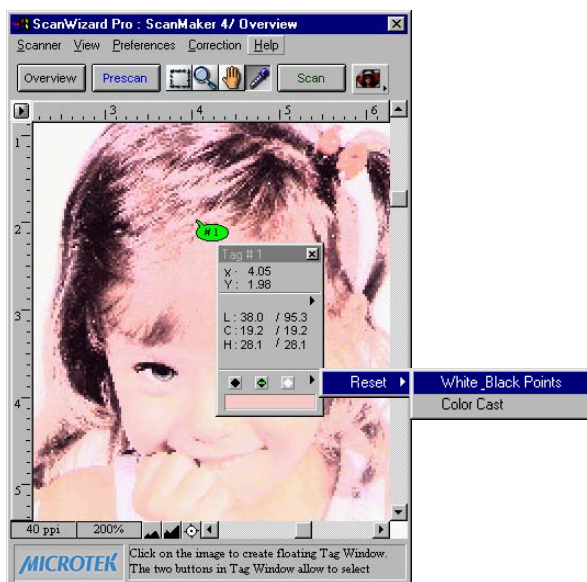 ScanWizard Pro : ScanMaker 4/ Overview
Scanner View Preferences Correction Help
Overview Prescan Scan
3 4 5 6
1
2
#1
Tag # 1
X : 4.05
Y : 1.98
3
L : 38.0 / 95.3
C : 19.2 / 19.2
H : 28.1 / 28.1
Reset White_Black Points
Color Cast
4
5
40 ppi 200%
MICROTEK
Click on the image to create floating Tag Window.
The two buttons in Tag Window allow to select